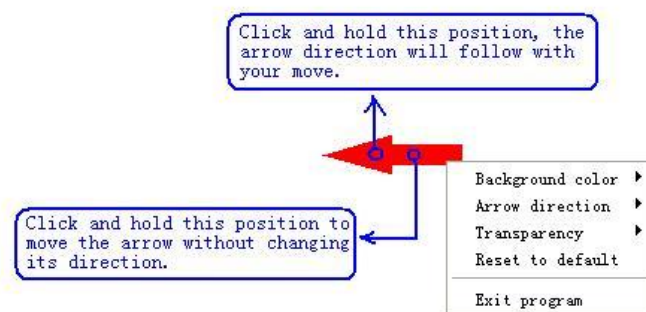 Click and hold this position, the
arrow direction will follow with
your move.
Background color
Arrow direction
Transparency
Reset to default
Exit program
Click and hold this position to
move the arrow without changing
its direction.